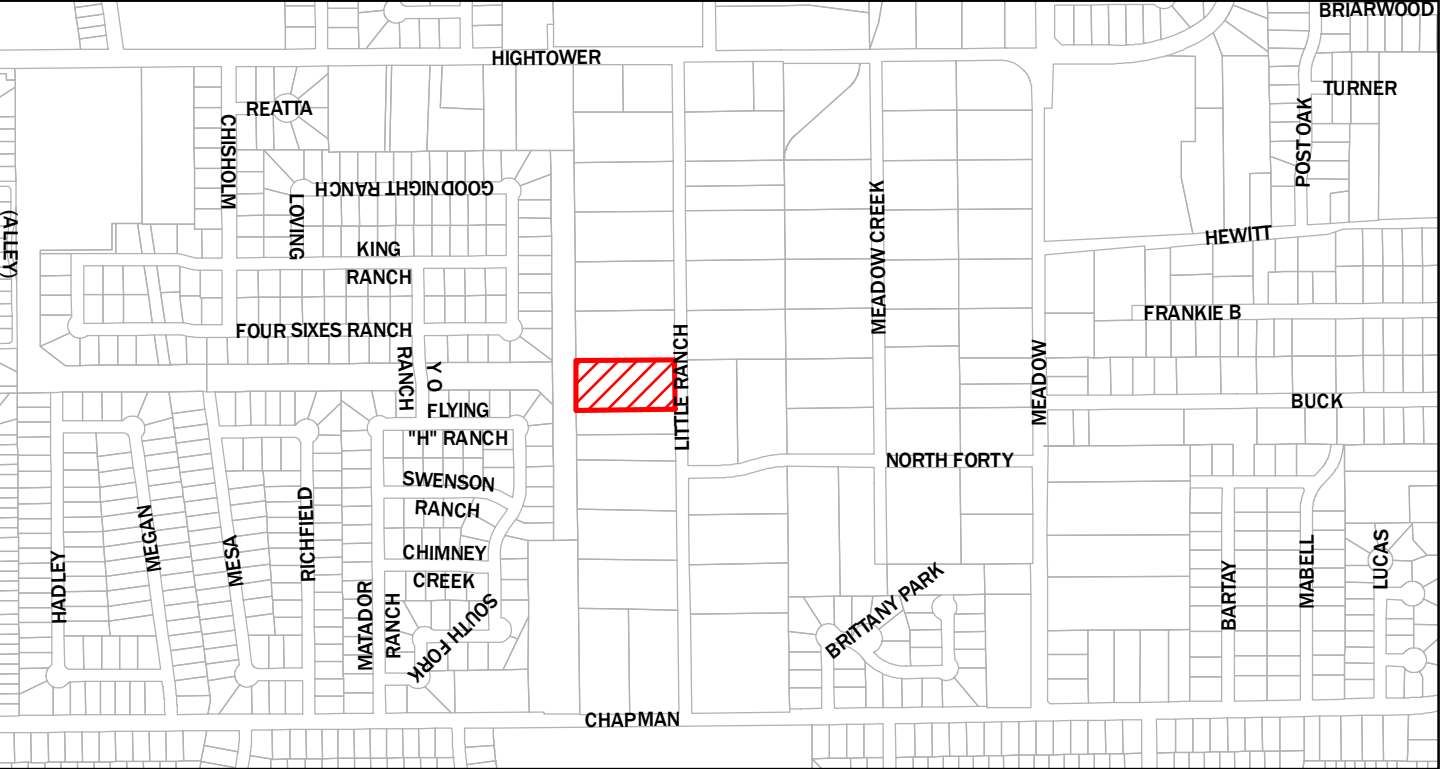 BRIARWOOD
HIGHTOWER
TURNER
REATTA
CHISHOLM
POST OAK
GOODNIGHT RANCH
LOVING
(ALLEY)
MEADOW CREEK
HEWITT
KING
RANCH
FRANKIE B
FOUR SIXES RANCH
LITTLE RANCH
MEADOW
RANCH
Y O
BUCK
FLYING
"H" RANCH
NORTH FORTY
SWENSON
RANCH
RICHFIELD
MEGAN
MESA
HADLEY
CHIMNEY
CREEK
LUCAS
MABELL
BARTAY
BRITTANY PARK
MATADOR
RANCH
SOUTH FORK
CHAPMAN